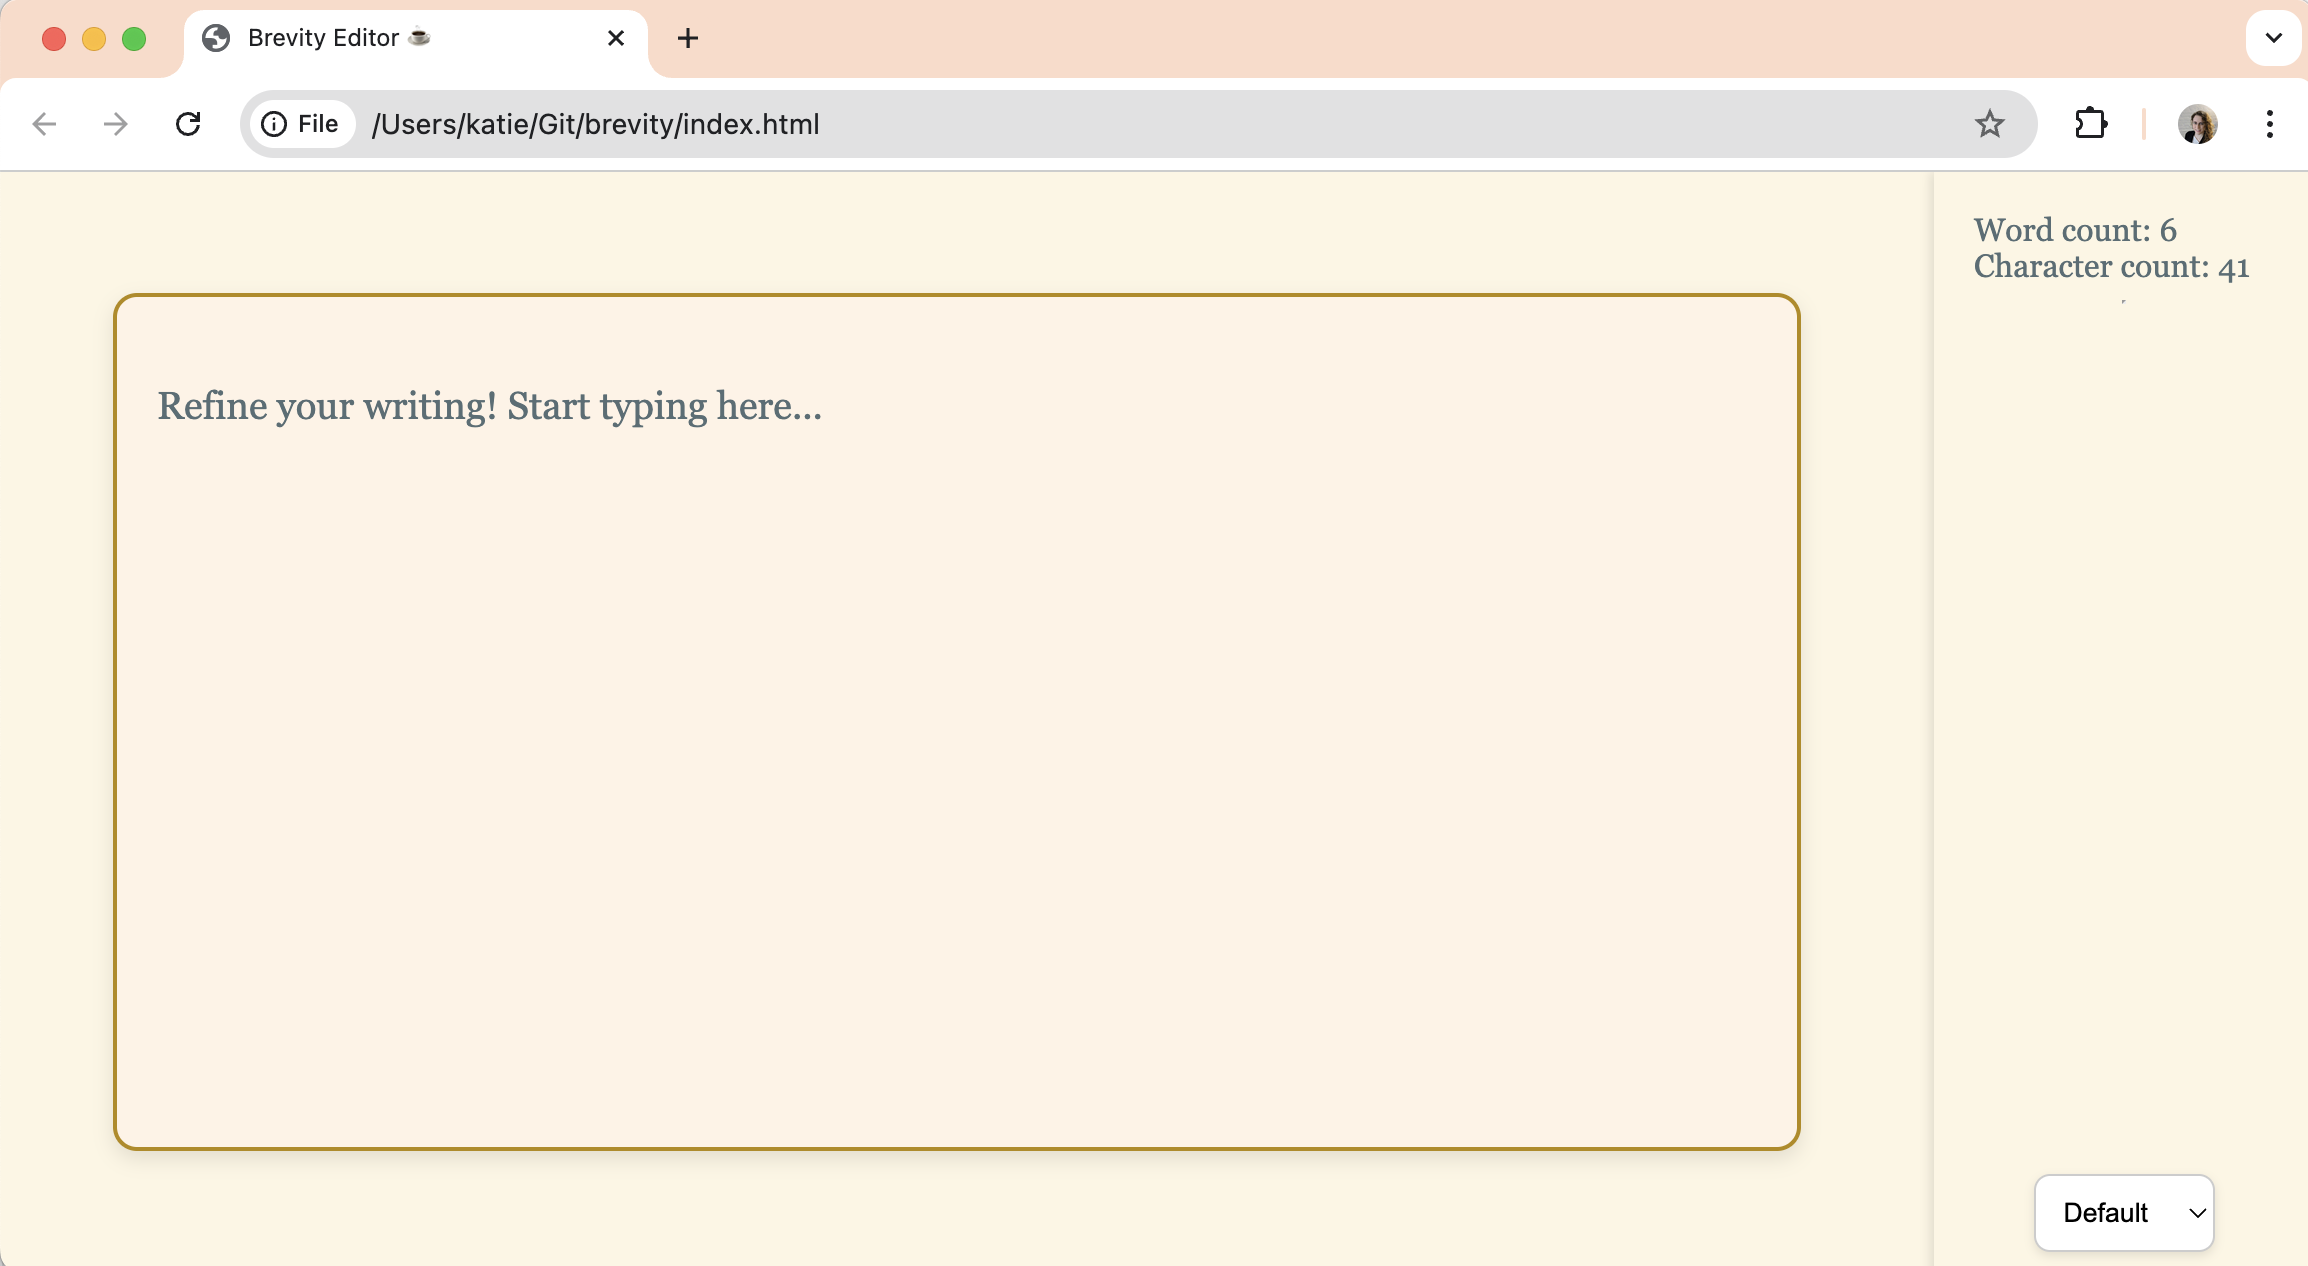 Brevity Editor ☕
File /Users/katie/Git/brevity/index.html
Word count: 6
Character count: 41
Refine your writing! Start typing here...
Default